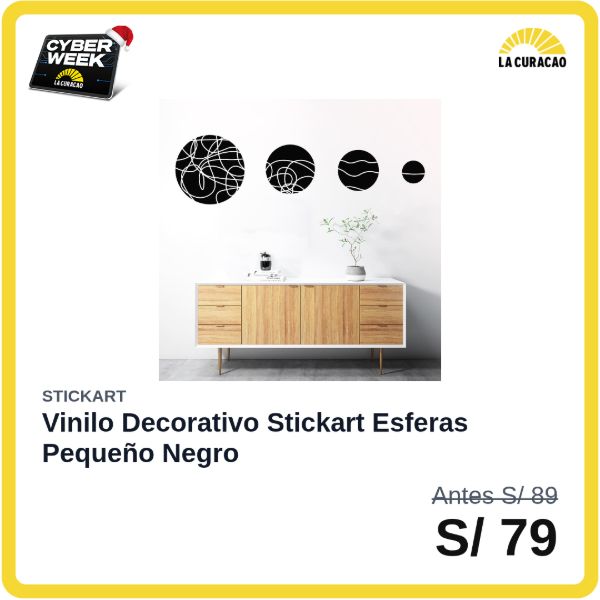 CYBER
WEEK
LA CURACAO
LA CURACAO
STICKART
Vinilo Decorativo Stickart Esferas
Pequeño Negro
Antes S/ 89
S/ 79